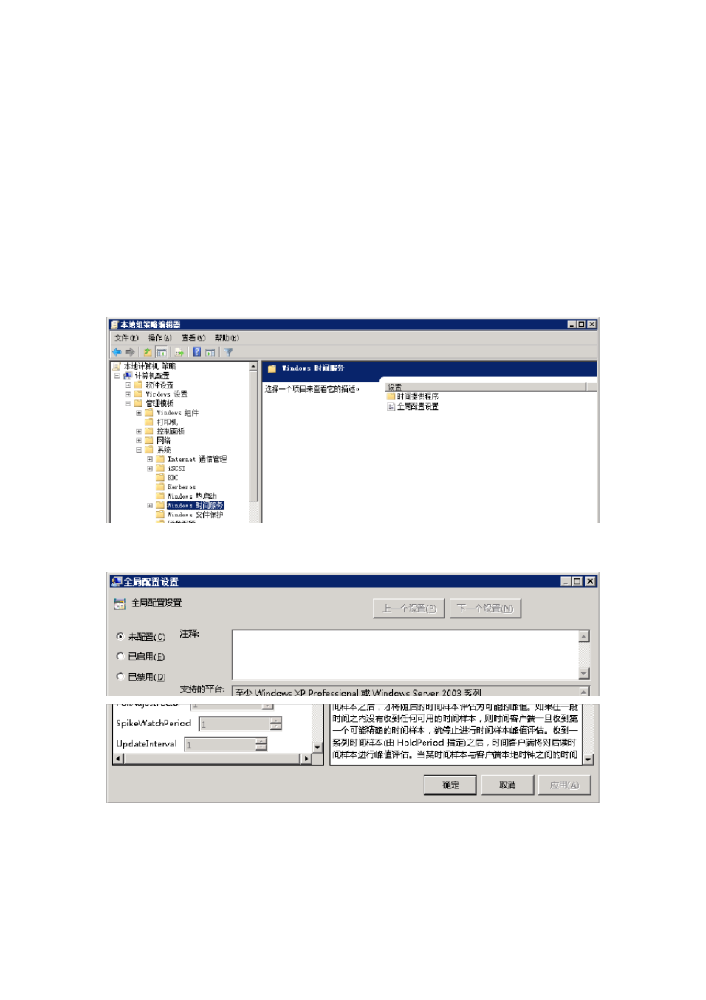 本地组策略编辑器
文件(F) 操作(A) 查看(V) 帮助(H)
本地计算机 策略
计算机配置
软件设置
Windows 设置
管理模板
Windows 组件
打印机
控制面板
网络
系统
Internet 通信管理
iSCSI
KDC
Kerberos
Windows 热启动
Windows 时间服务
Windows 文件保护
Windows 时间服务
选择一个项目来查看它的描述。
设置
时间提供程序
全局配置设置
全局配置设置
全局配置设置
上一个设置(P) 下一个设置(N)
未配置(C) 注释:
已启用(E)
已禁用(D)
支持的平台: 至少 Windows XP Professional 或 Windows Server 2003 系列
SpikeWatchPeriod 1
UpdateInterval 1
间样本之后，才将随后的时间样本评估为可能的峰值。如果在一段
时间之内没有收到任何可用的时间样本，则时间客户端一旦收到第
一个可能精确的时间样本，就停止进行时间样本峰值评估。收到一
系列时间样本(由 HoldPeriod 指定)之后，时间客户端将对后续时
间样本进行峰值评估。当某时间样本与客户端本地时钟之间的时间
确定 取消 应用(A)